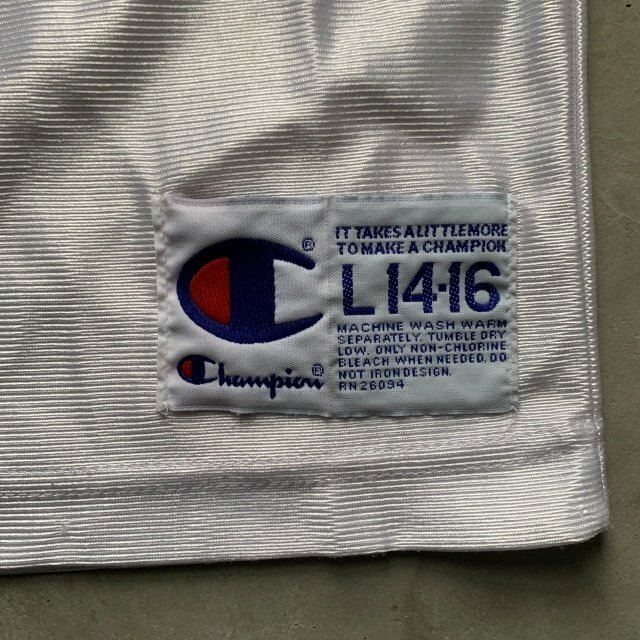 C®
Champion®
IT TAKES A LITTLE MORE
TO MAKE A CHAMPION
L 14-16
MACHINE WASH WARM
SEPARATELY. TUMBLE DRY
LOW. ONLY NON-CHLORINE
BLEACH WHEN NEEDED. DO
NOT IRON DESIGN.
RN 26094